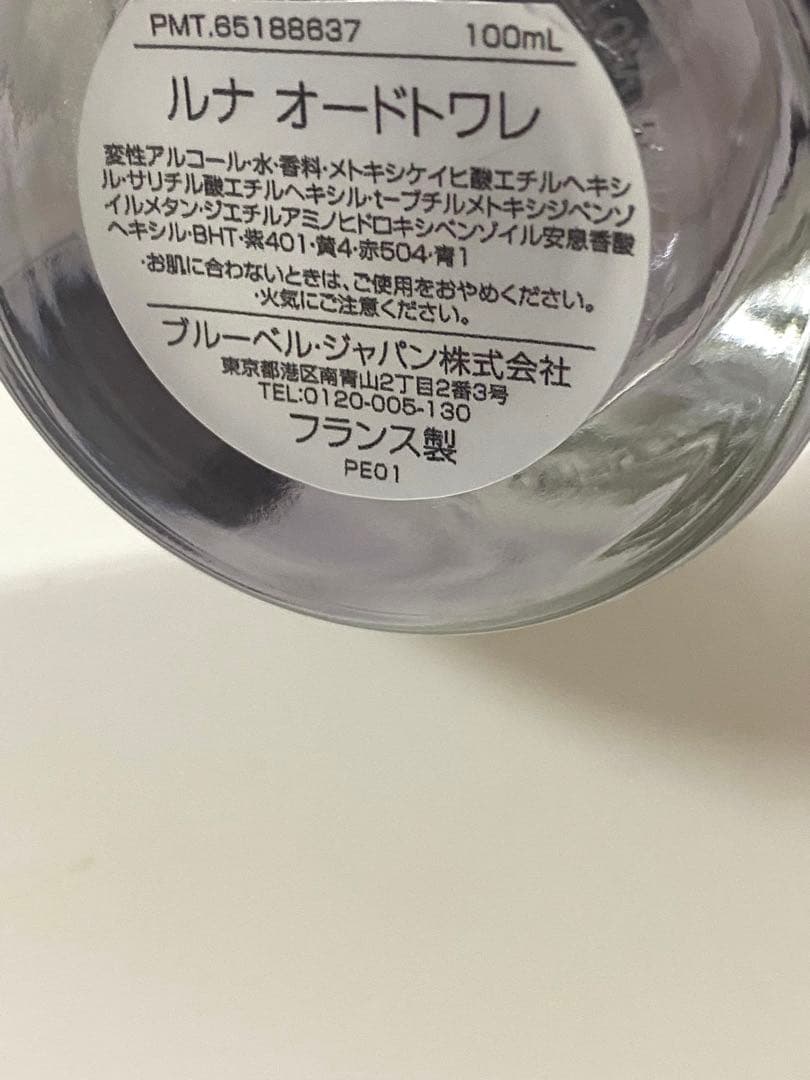 PMT.65188637 100mL
ルナ オードトワレ
変性アルコール・水・香料・メトキシケイヒ酸エチルヘキシ
ル・サリチル酸エチルヘキシル・t-ブチルメトキシジベンゾ
イルメタン・ジエチルアミノヒドロキシベンゾイル安息香酸
ヘキシル・BHT・紫401・黄4・赤504・青1
・お肌に合わないときは、ご使用をおやめください。
・火気にご注意ください。
ブルーベル・ジャパン株式会社
東京都港区南青山2丁目2番3号
TEL:0120-005-130
フランス製
PE01